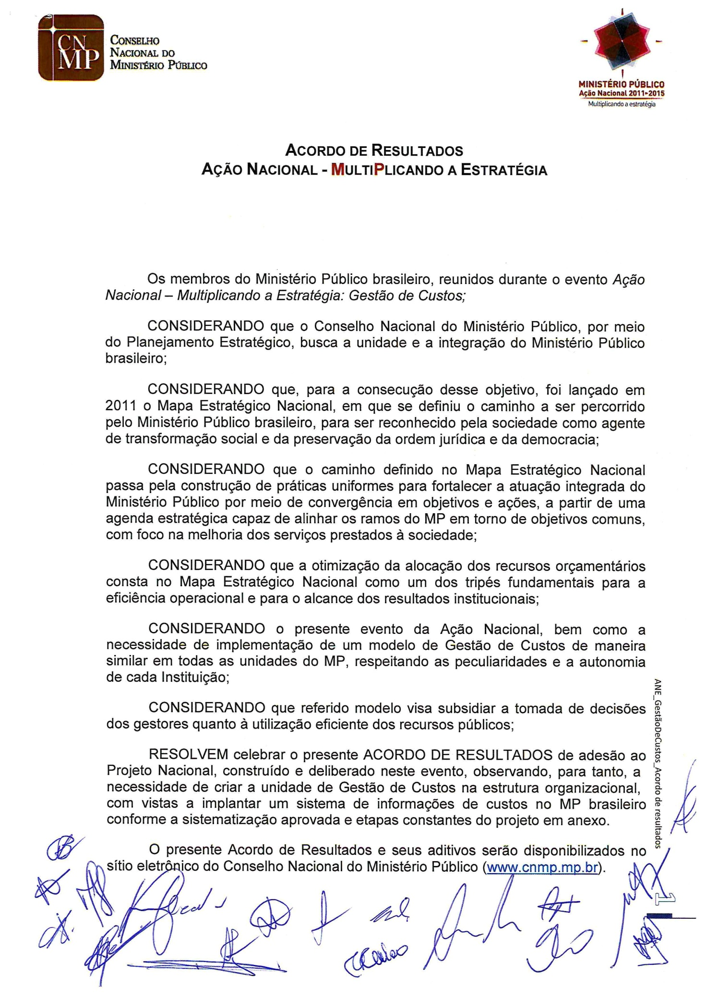 CN
MP
CONSELHO
NACIONAL DO
MINISTÉRIO PÚBLICO
MINISTÉRIO PÚBLICO
Ação Nacional 2011-2015
Multiplicando a estratégia
ACORDO DE RESULTADOS
AÇÃO NACIONAL - MULTIPLICANDO A ESTRATÉGIA
Os membros do Ministério Público brasileiro, reunidos durante o evento Ação
Nacional – Multiplicando a Estratégia: Gestão de Custos;
CONSIDERANDO que o Conselho Nacional do Ministério Público, por meio
do Planejamento Estratégico, busca a unidade e a integração do Ministério Público
brasileiro;
CONSIDERANDO que, para a consecução desse objetivo, foi lançado em
2011 o Mapa Estratégico Nacional, em que se definiu o caminho a ser percorrido
pelo Ministério Público brasileiro, para ser reconhecido pela sociedade como agente
de transformação social e da preservação da ordem jurídica e da democracia;
CONSIDERANDO que o caminho definido no Mapa Estratégico Nacional
passa pela construção de práticas uniformes para fortalecer a atuação integrada do
Ministério Público por meio de convergência em objetivos e ações, a partir de uma
agenda estratégica capaz de alinhar os ramos do MP em torno de objetivos comuns,
com foco na melhoria dos serviços prestados à sociedade;
CONSIDERANDO que a otimização da alocação dos recursos orçamentários
consta no Mapa Estratégico Nacional como um dos tripés fundamentais para a
eficiência operacional e para o alcance dos resultados institucionais;
CONSIDERANDO o presente evento da Ação Nacional, bem como a
necessidade de implementação de um modelo de Gestão de Custos de maneira
similar em todas as unidades do MP, respeitando as peculiaridades e a autonomia
de cada Instituição;
CONSIDERANDO que referido modelo visa subsidiar a tomada de decisões
dos gestores quanto à utilização eficiente dos recursos públicos;
RESOLVEM celebrar o presente ACORDO DE RESULTADOS de adesão ao
Projeto Nacional, construído e deliberado neste evento, observando, para tanto, a
necessidade de criar a unidade de Gestão de Custos na estrutura organizacional,
com vistas a implantar um sistema de informações de custos no MP brasileiro
conforme a sistematização aprovada e etapas constantes do projeto em anexo.
O presente Acordo de Resultados e seus aditivos serão disponibilizados no
sítio eletrônico do Conselho Nacional do Ministério Público (www.cnmp.mp.br).
ANE_GestãoDeCustos_Acordo de resultados
1